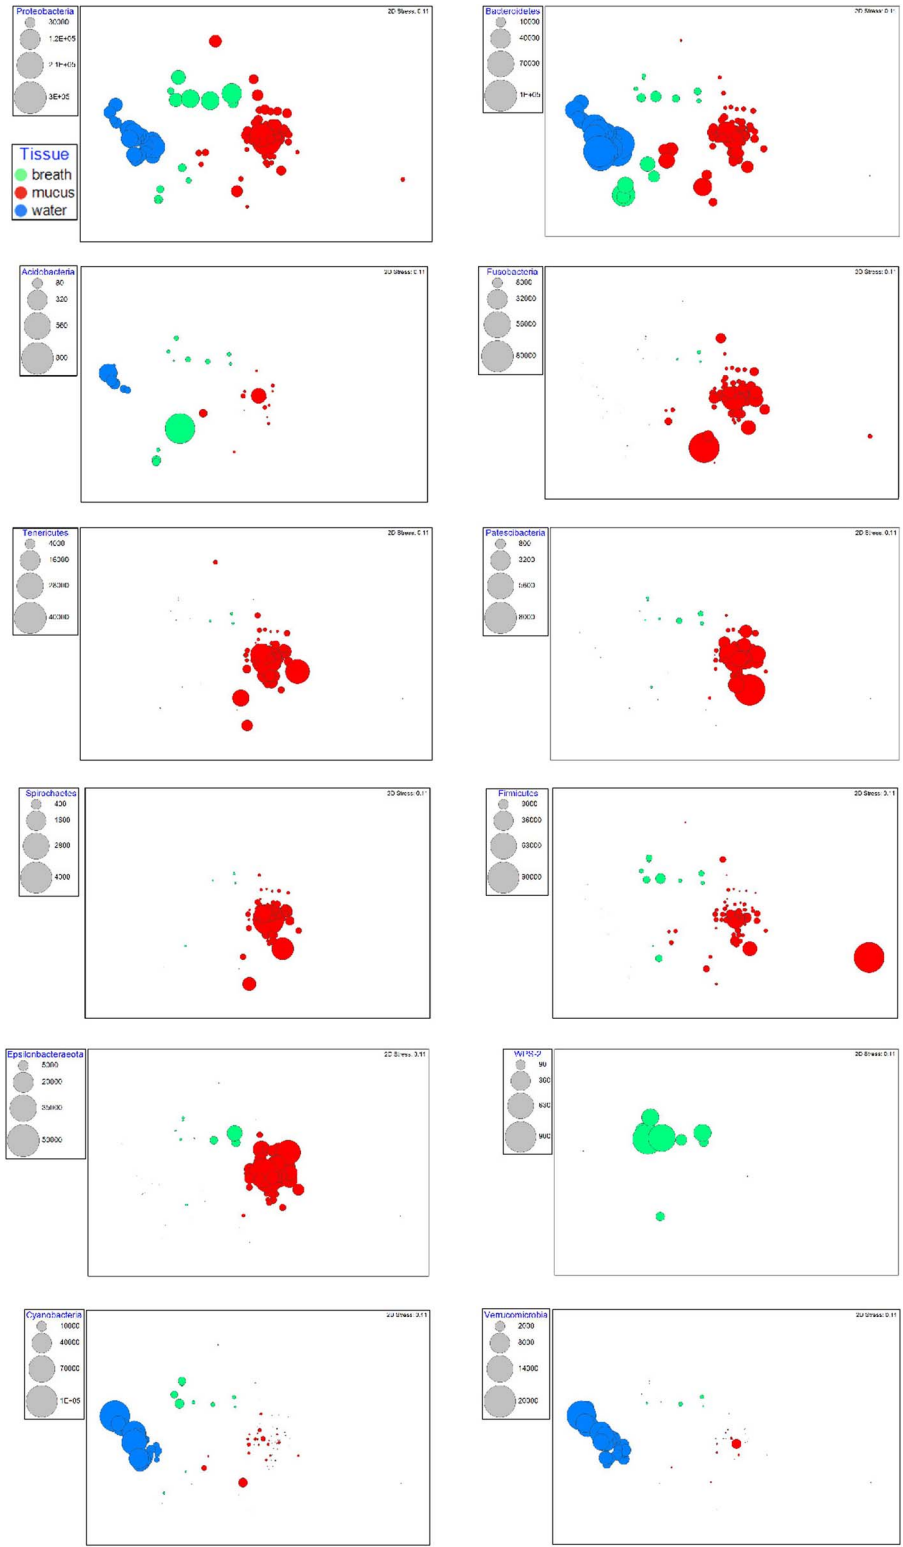 Proteobacteria
30000
1.2E+05
2.1E+05
3E+05
2D Stress: 0.11
Tissue
breath
mucus
water
Bacteroidetes
10000
40000
70000
1E+05
2D Stress: 0.11
Acidobacteria
80
320
560
800
2D Stress: 0.11
Fusobacteria
8000
32000
56000
80000
2D Stress: 0.11
Tenericutes
4000
16000
28000
40000
2D Stress: 0.11
Patescibacteria
800
3200
5600
8000
2D Stress: 0.11
Spirochaetes
400
1600
2800
4000
2D Stress: 0.11
Firmicutes
9000
36000
63000
90000
2D Stress: 0.11
Epsilonbacteraeota
5000
20000
35000
50000
2D Stress: 0.11
WPS-2
90
360
630
900
2D Stress: 0.11
Cyanobacteria
10000
40000
70000
1E+05
2D Stress: 0.11
Verrucomicrobia
2000
8000
14000
20000
2D Stress: 0.11